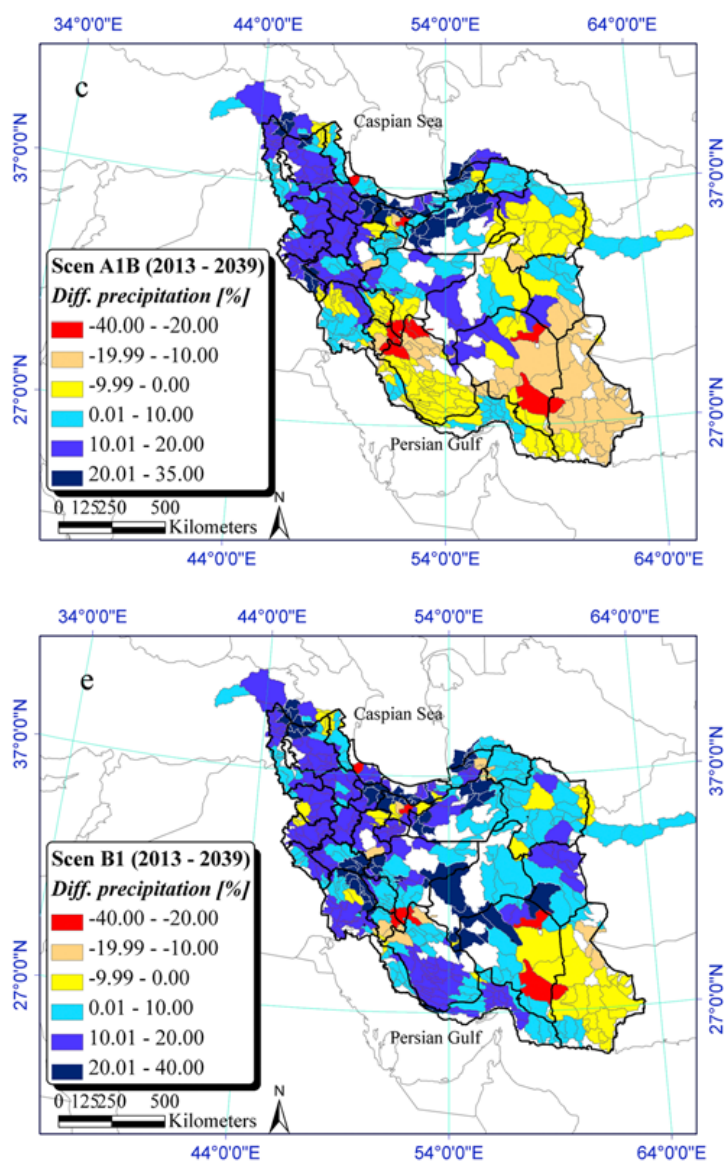 34°0'0"E 44°0'0"E 54°0'0"E 64°0'0"E
c
Caspian Sea
37°0'0"N 37°0'0"N
Scen A1B (2013 - 2039)
Diff. precipitation [%]
-40.00 - -20.00
-19.99 - -10.00
-9.99 - 0.00
0.01 - 10.00
10.01 - 20.00
20.01 - 35.00
27°0'0"N 27°0'0"N
Persian Gulf
N
0 125250 500
Kilometers
44°0'0"E 54°0'0"E 64°0'0"E
34°0'0"E 44°0'0"E 54°0'0"E 64°0'0"E
e
Caspian Sea
37°0'0"N 37°0'0"N
Scen B1 (2013 - 2039)
Diff. precipitation [%]
-40.00 - -20.00
-19.99 - -10.00
-9.99 - 0.00
0.01 - 10.00
10.01 - 20.00
20.01 - 40.00
27°0'0"N 27°0'0"N
Persian Gulf
N
0 125250 500
Kilometers
44°0'0"E 54°0'0"E 64°0'0"E